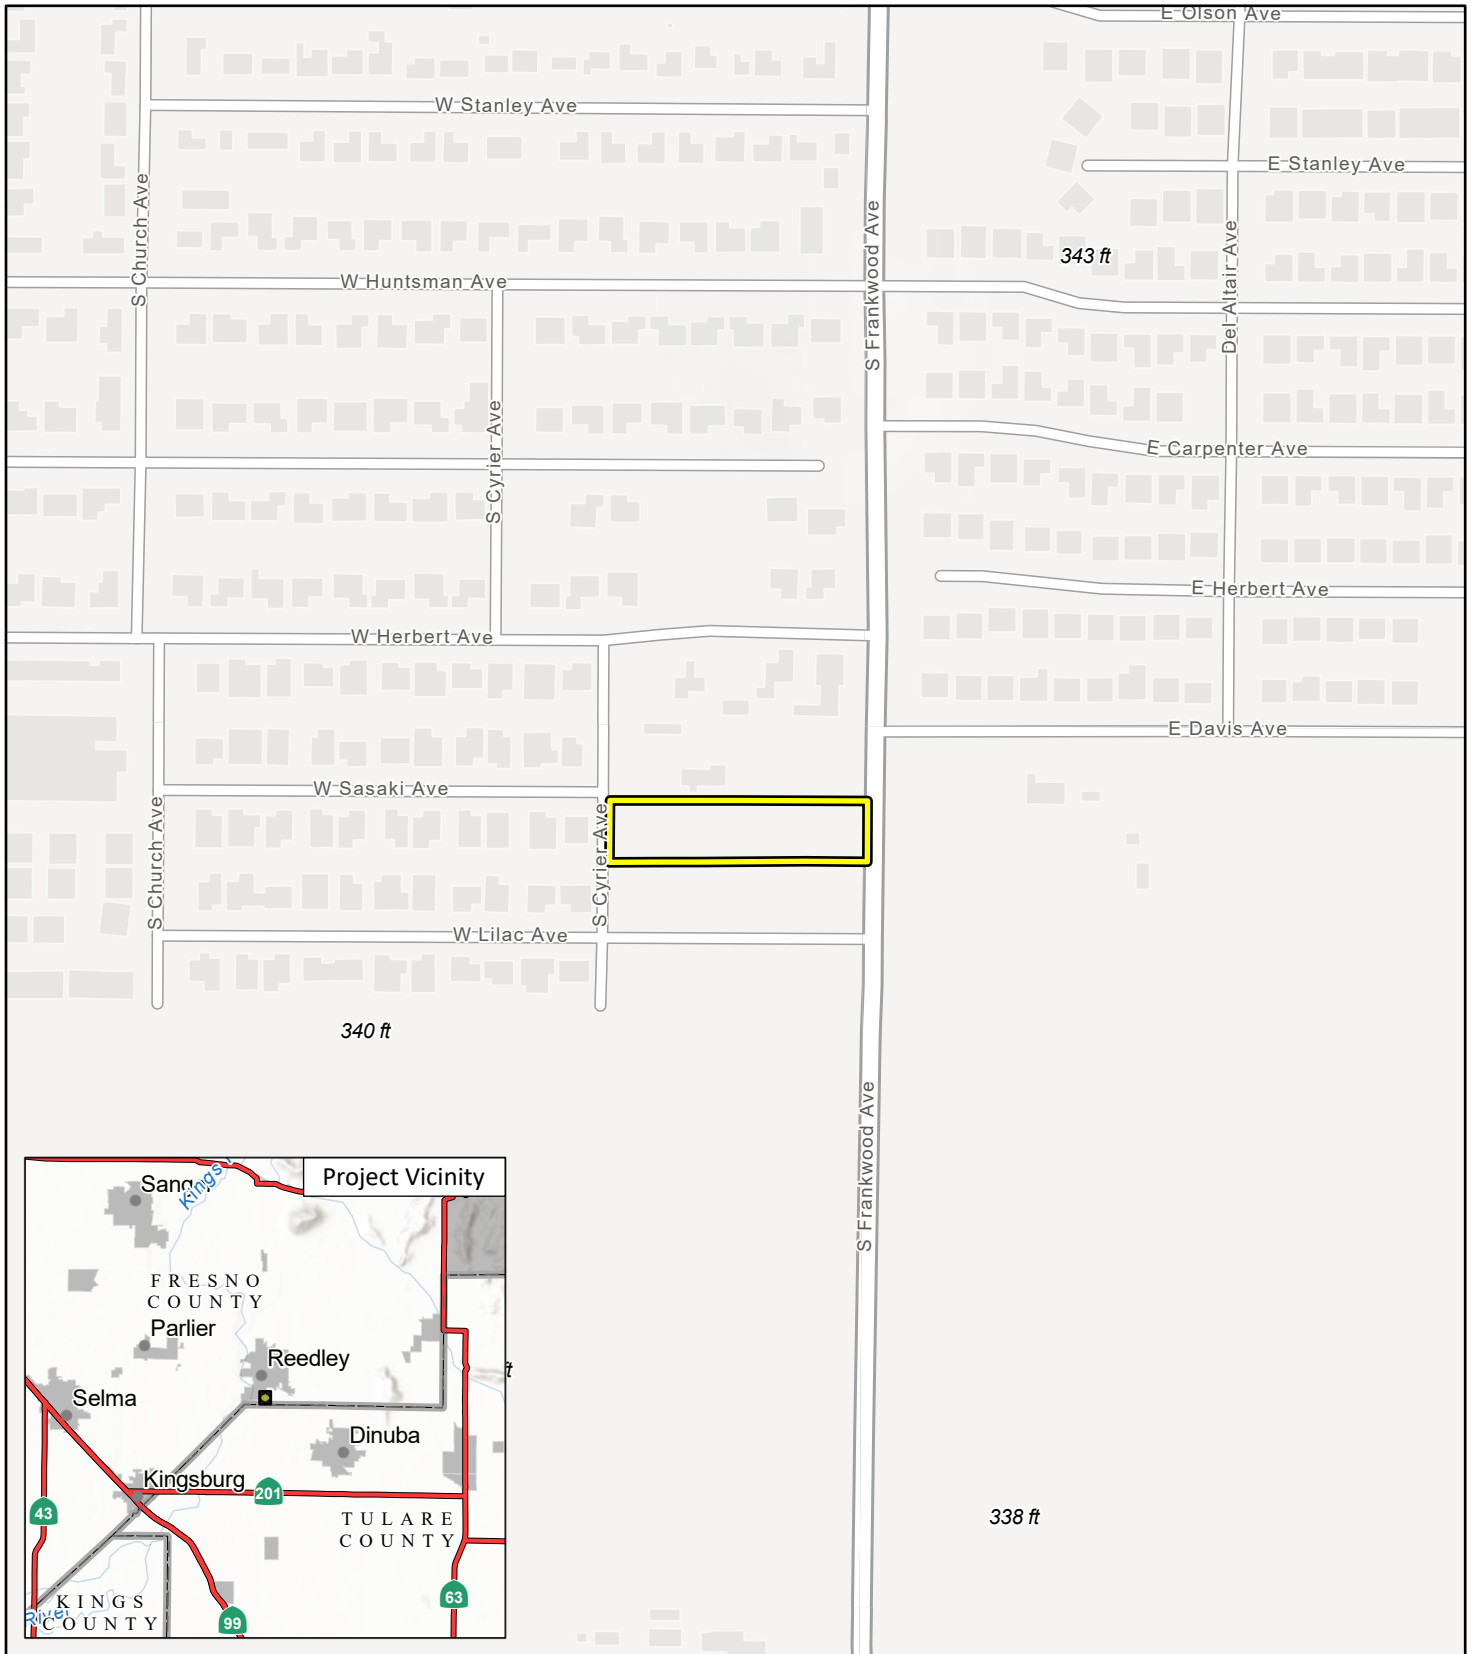 E Olson Ave
W Stanley Ave
E Stanley Ave
S Church Ave
S Frankwood Ave
343 ft
Del Altair Ave
W Huntsman Ave
S Cyrier Ave
E Carpenter Ave
E Herbert Ave
W Herbert Ave
E Davis Ave
W Sasaki Ave
S Church Ave
S Cyrier Ave
W Lilac Ave
340 ft
S Frankwood Ave
338 ft
Project Vicinity
Kings
FRESNO
COUNTY
Parlier
Reedley
ft
Selma
Dinuba
Kingsburg
201
43
TULARE
COUNTY
63
KINGS
COUNTY
River
99